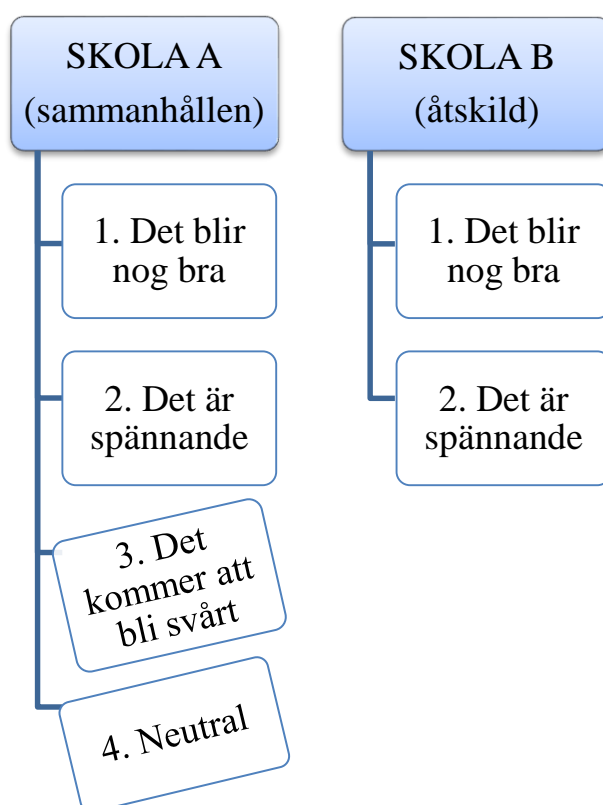 SKOLA A
(sammanhållen)
1. Det blir
nog bra
2. Det är
spännande
3. Det
kommer att
bli svårt
4. Neutral
SKOLA B
(åtskild)
1. Det blir
nog bra
2. Det är
spännande